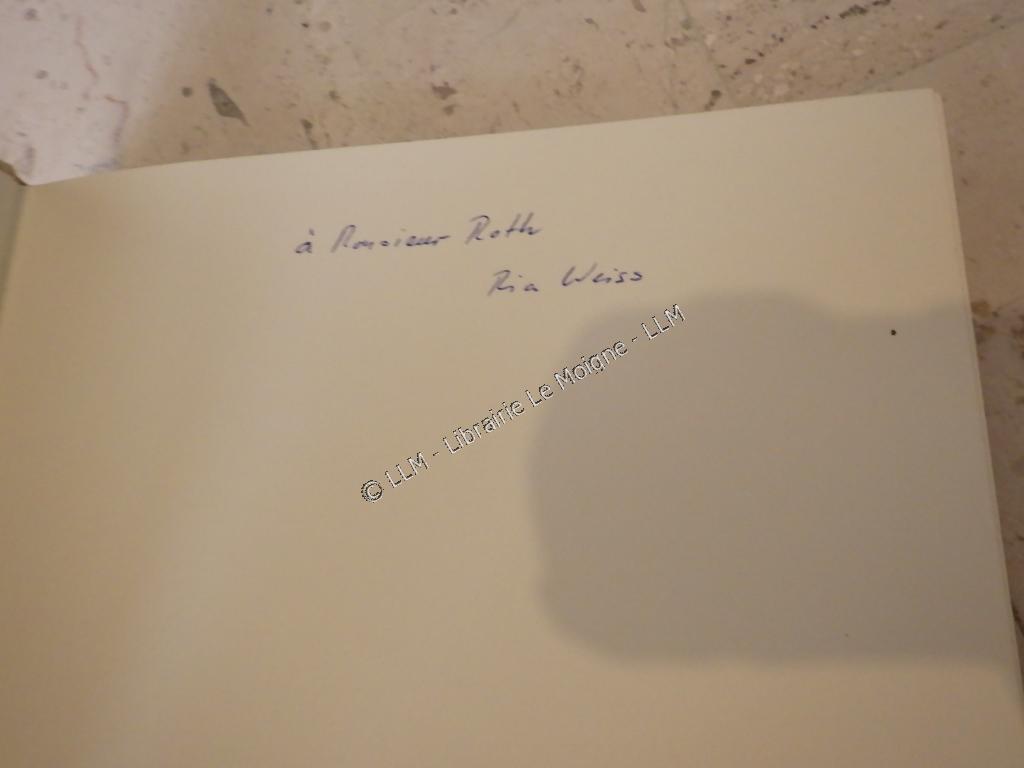 à Monsieur Roth
Ria Weiss
© LLM - Librairie Le Moigne - LLM